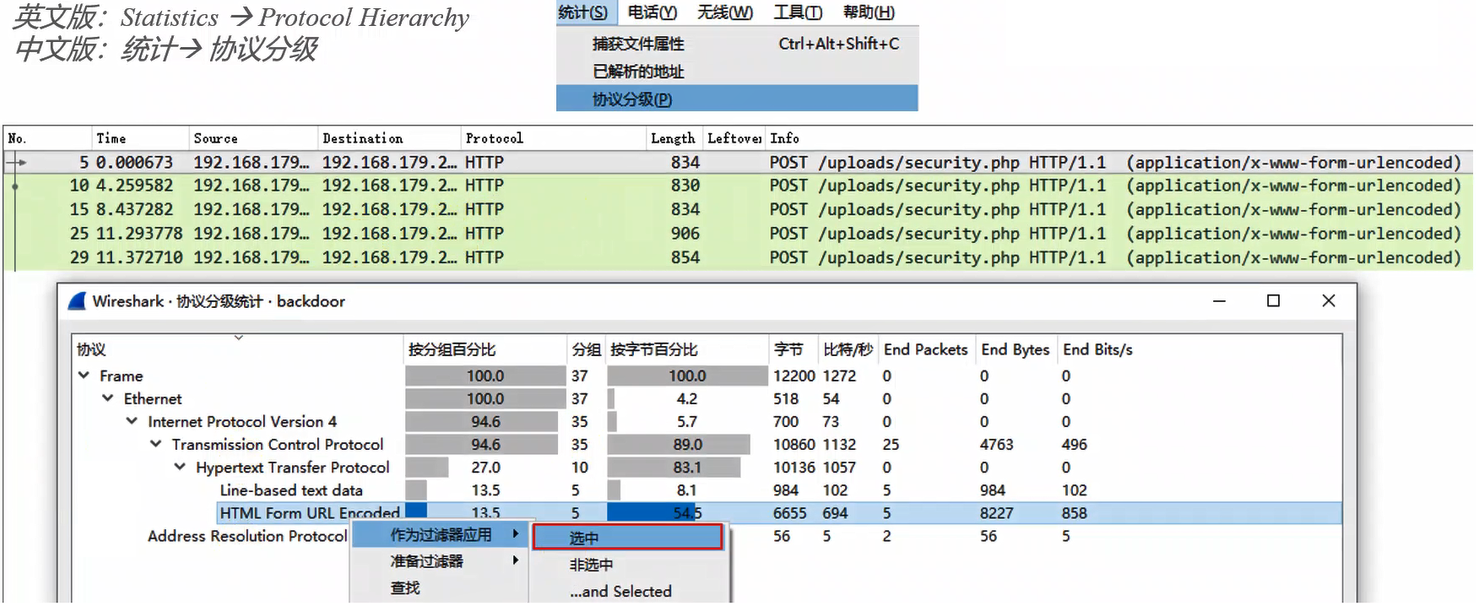 英文版：Statistics → Protocol Hierarchy
中文版：统计→ 协议分级
统计(S) 电话(Y) 无线(W) 工具(T) 帮助(H)
捕获文件属性 Ctrl+Alt+Shift+C
已解析的地址
协议分级(P)
No. Time Source Destination Protocol Length Leftover Info
5 0.000673 192.168.179… 192.168.179.2… HTTP 834 POST /uploads/security.php HTTP/1.1 (application/x-www-form-urlencoded)
10 4.259582 192.168.179… 192.168.179.2… HTTP 830 POST /uploads/security.php HTTP/1.1 (application/x-www-form-urlencoded)
15 8.437282 192.168.179… 192.168.179.2… HTTP 834 POST /uploads/security.php HTTP/1.1 (application/x-www-form-urlencoded)
25 11.293778 192.168.179… 192.168.179.2… HTTP 906 POST /uploads/security.php HTTP/1.1 (application/x-www-form-urlencoded)
29 11.372710 192.168.179… 192.168.179.2… HTTP 854 POST /uploads/security.php HTTP/1.1 (application/x-www-form-urlencoded)
Wireshark · 协议分级统计 · backdoor
协议 按分组百分比 分组 按字节百分比 字节 比特/秒 End Packets End Bytes End Bits/s
Frame 100.0 37 100.0 12200 1272 0 0 0
Ethernet 100.0 37 4.2 518 54 0 0 0
Internet Protocol Version 4 94.6 35 5.7 700 73 0 0 0
Transmission Control Protocol 94.6 35 89.0 10860 1132 25 4763 496
Hypertext Transfer Protocol 27.0 10 83.1 10136 1057 0 0 0
Line-based text data 13.5 5 8.1 984 102 5 984 102
HTML Form URL Encoded 13.5 5 54.5 6655 694 5 8227 858
Address Resolution Protocol 56 5 2 56 5
作为过滤器应用 选中
准备过滤器 非选中
查找 ...and Selected